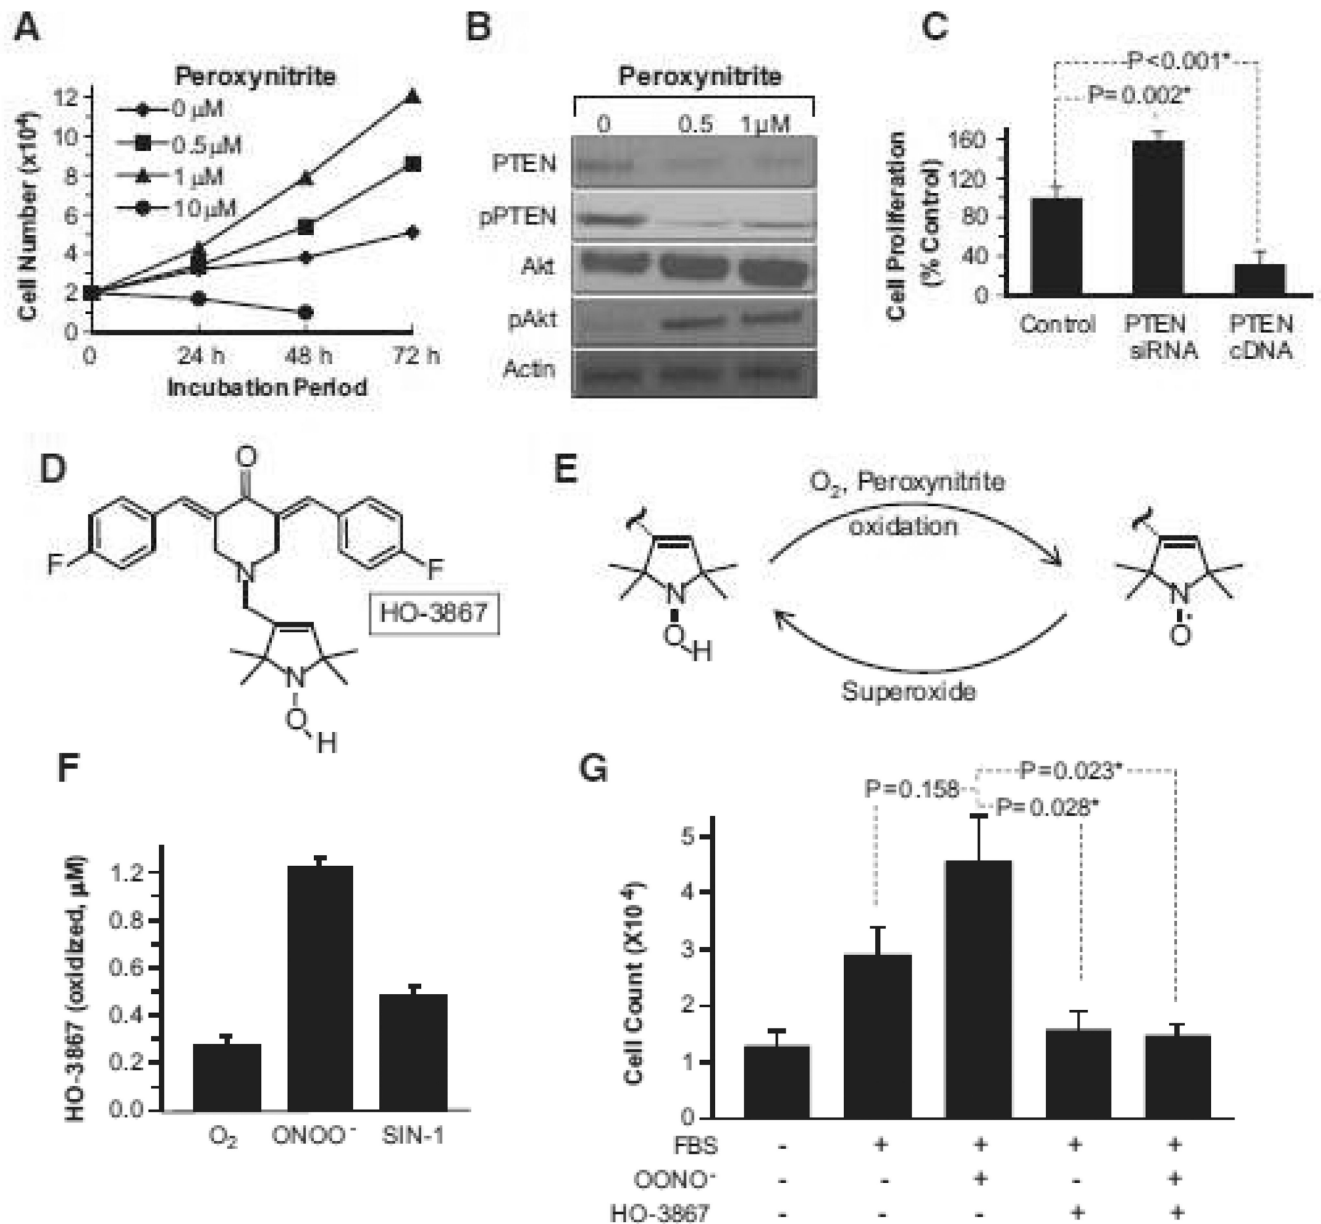 A
Peroxynitrite
0 μM
0.5 μM
1 μM
10 μM
Cell Number (x10⁴)
12
10
8
6
4
2
0
0 24 h 48 h 72 h
Incubation Period
B
Peroxynitrite
0 0.5 1 μM
PTEN
pPTEN
Akt
pAkt
Actin
C
P<0.001*
P=0.002*
Cell Proliferation
(% Control)
160
120
80
40
0
Control PTEN PTEN
siRNA cDNA
D
O
F F
N
HO-3867
N
O
H
E
O₂, Peroxynitrite
oxidation
N N
O O
H
Superoxide
F
HO-3867 (oxidized, μM)
1.2
0.8
0.6
0.4
0.2
0.0
O₂ ONOO⁻ SIN-1
G
P=0.023*
P=0.158
P=0.028*
Cell Count (X10⁴)
5
4
3
2
1
0
FBS - + + + +
OONO⁻ - - + - +
HO-3867 - - - + +